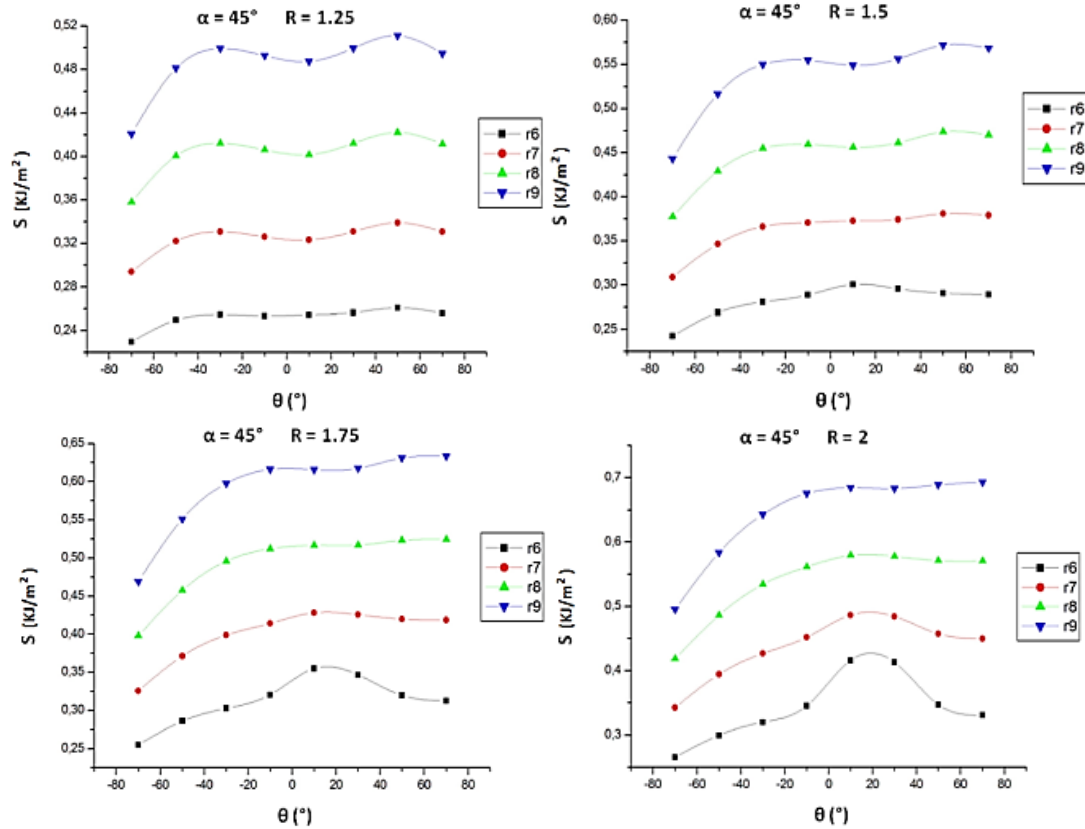 α = 45° R = 1.25
0,52
0,48
0,44
0,40
0,36
0,32
0,28
0,24
S (KJ/m²)
r6
r7
r8
r9
-80 -60 -40 -20 0 20 40 60 80
θ (°)
α = 45° R = 1.5
0,60
0,55
0,50
0,45
0,40
0,35
0,30
0,25
S (KJ/m²)
r6
r7
r8
r9
-80 -60 -40 -20 0 20 40 60 80
θ (°)
α = 45° R = 1.75
0,65
0,60
0,55
0,50
0,45
0,40
0,35
0,30
0,25
S (KJ/m²)
r6
r7
r8
r9
-80 -60 -40 -20 0 20 40 60 80
θ (°)
α = 45° R = 2
0,7
0,6
0,5
0,4
0,3
S (KJ/m²)
r6
r7
r8
r9
-80 -60 -40 -20 0 20 40 60 80
θ (°)